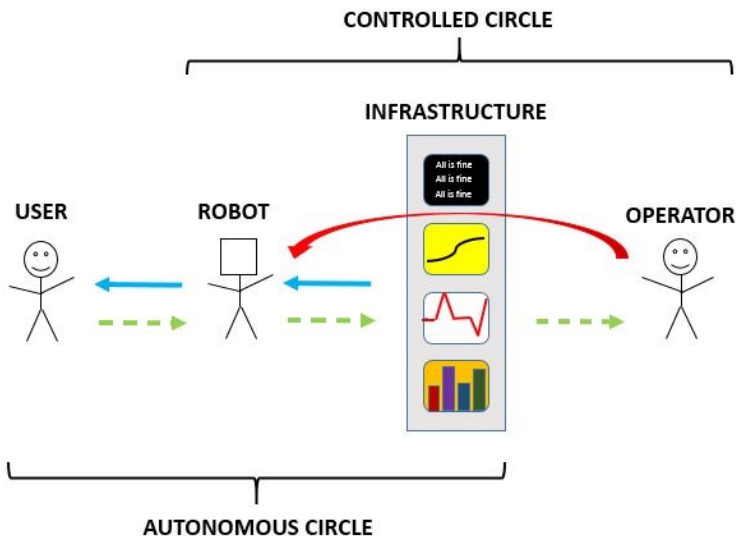 CONTROLLED CIRCLE
INFRASTRUCTURE
All is fine
All is fine
All is fine
USER
ROBOT
OPERATOR
AUTONOMOUS CIRCLE